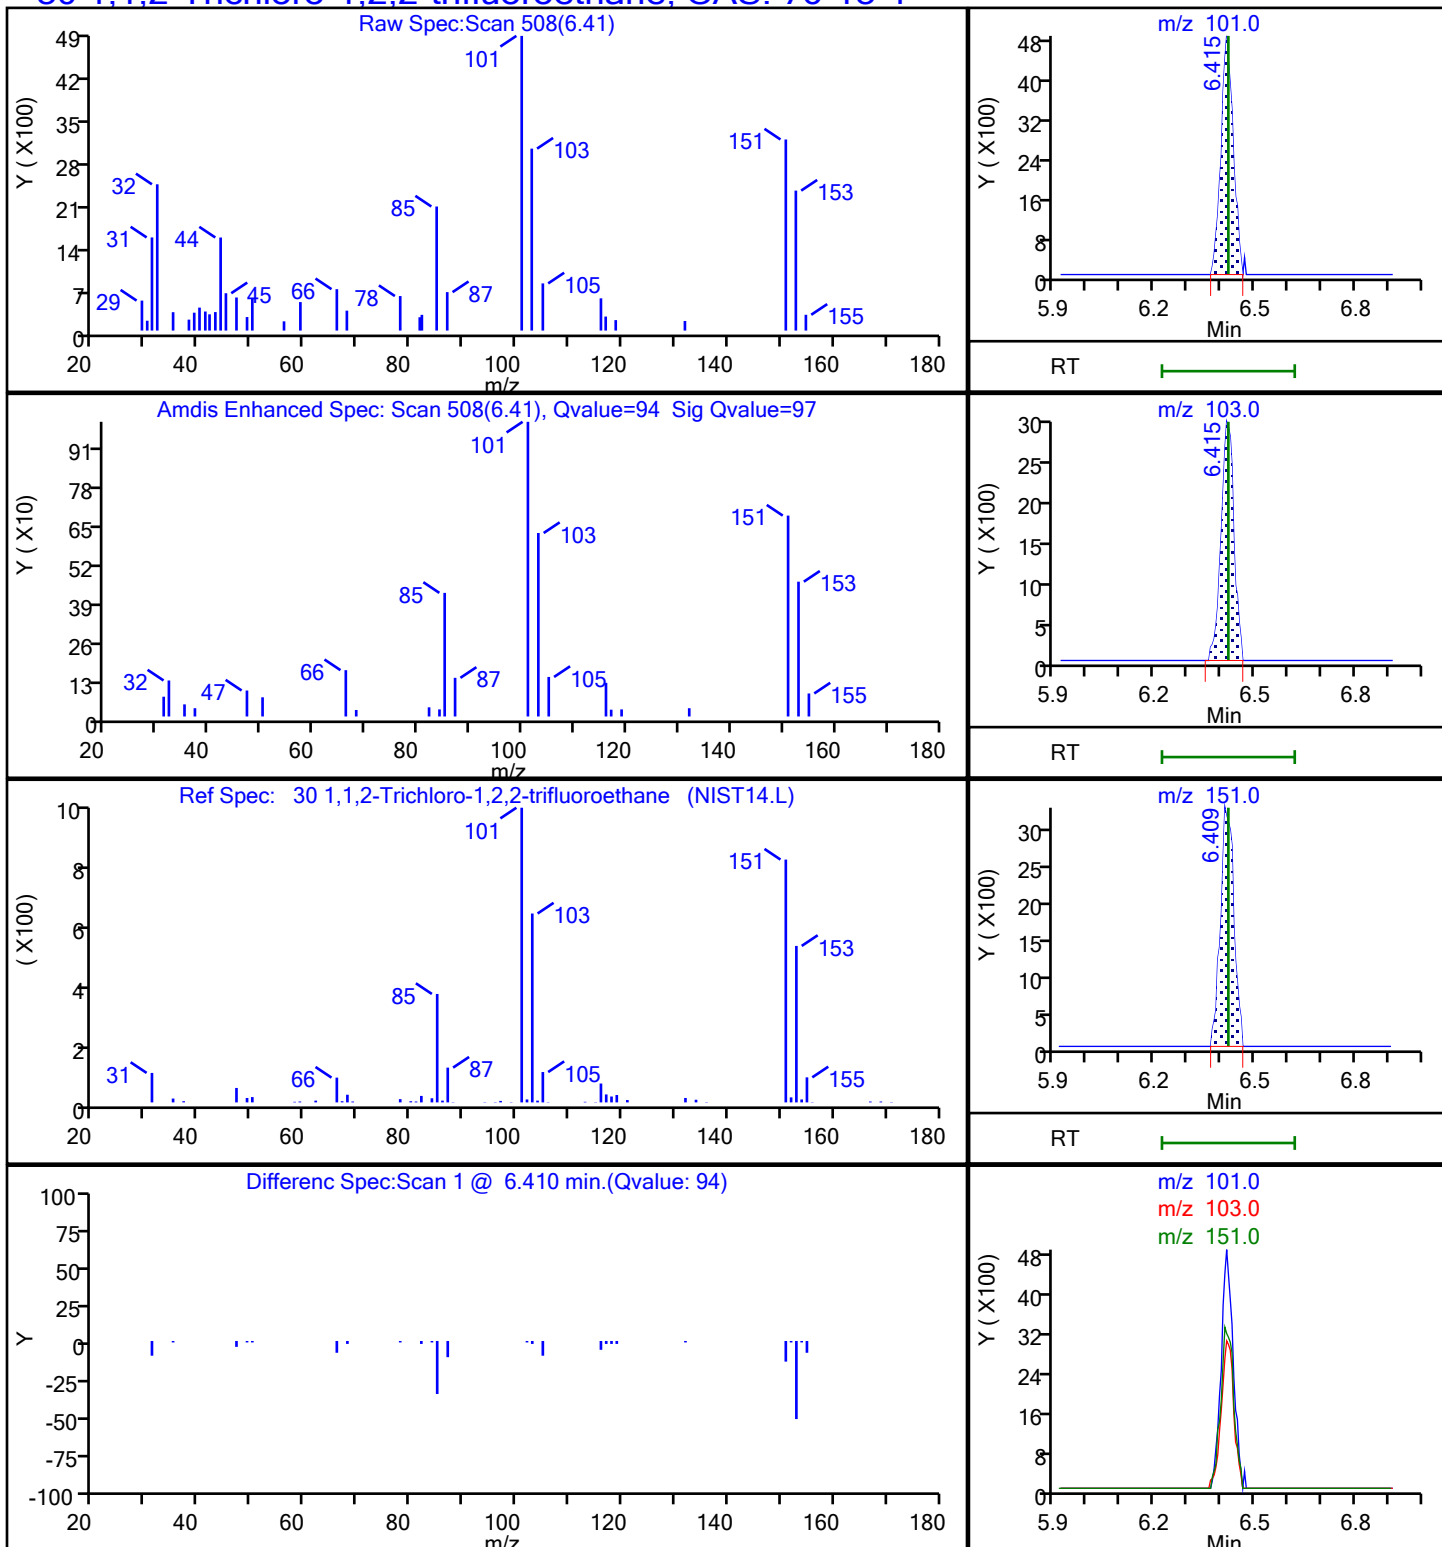 Raw Spec:Scan 508(6.41)
49
42
35
28
21
14
7
0
Y ( X100)
101
103
151
153
32
31
44
85
29
45
66
78
87
105
155
20 40 60 80 100 120 140 160 180
m/z
m/z 101.0
48
40
32
24
16
8
0
Y ( X100)
6.415
5.9 6.2 6.5 6.8
Min
RT
Amdis Enhanced Spec: Scan 508(6.41), Qvalue=94 Sig Qvalue=97
91
78
65
52
39
26
13
0
Y ( X10)
101
151
103
153
85
66
32
47
87
105
155
20 40 60 80 100 120 140 160 180
m/z
m/z 103.0
30
25
20
15
10
5
0
Y ( X100)
6.415
5.9 6.2 6.5 6.8
Min
RT
Ref Spec: 30 1,1,2-Trichloro-1,2,2-trifluoroethane (NIST14.L)
10
8
6
4
2
0
( X100)
101
151
103
153
85
31
66
87
105
155
20 40 60 80 100 120 140 160 180
m/z 151.0
30
25
20
15
10
5
0
Y ( X100)
6.409
5.9 6.2 6.5 6.8
Min
RT
Differenc Spec:Scan 1 @ 6.410 min.(Qvalue: 94)
100
75
50
25
0
-25
-50
-75
-100
Y
20 40 60 80 100 120 140 160 180
m/z
m/z 101.0
m/z 103.0
m/z 151.0
48
40
32
24
16
8
0
Y ( X100)
5.9 6.2 6.5 6.8
Min